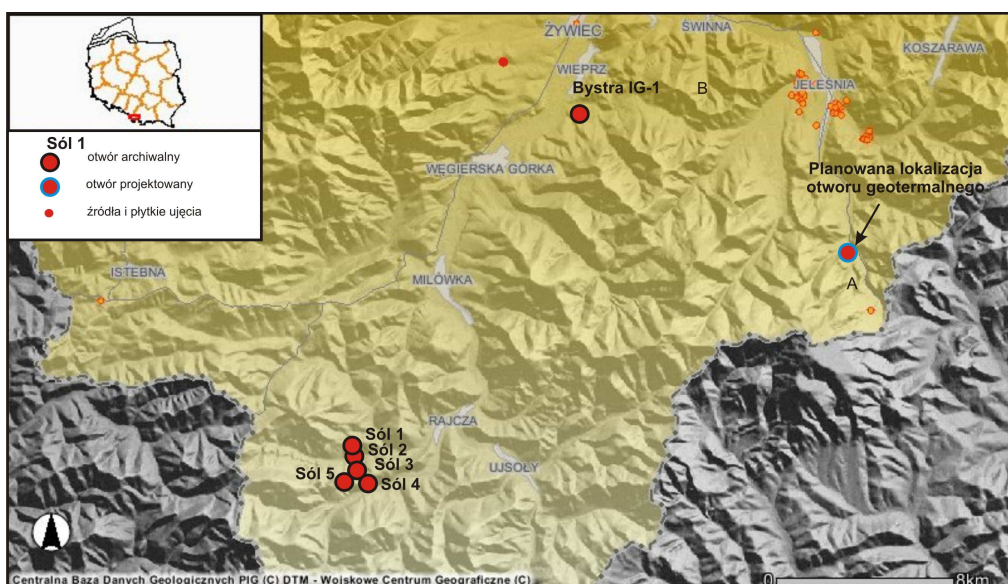 Sól 1
otwór archiwalny
otwór projektowany
źródła i płytkie ujęcia
ŻYWIEC
ŚWINNA
KOSZARAWA
WIEPRZ
Bystra IG-1
B
JELEŚNIA
WĘGIERSKA GÓRKA
Planowana lokalizacja
otworu geotermalnego
ISTEBNA
MILÓWKA
A
RAJCZA
Sól 1
Sól 2
Sól 3
Sól 5
Sól 4
UJSOŁY
Centralna Baza Danych Geologicznych PIG (C) DTM - Wojskowe Centrum Geograficzne (C)
0 8km